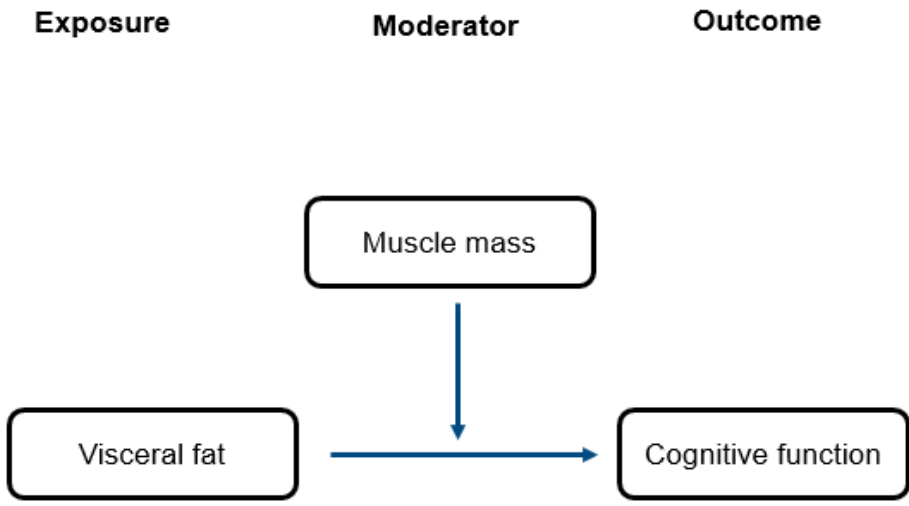 Exposure
Moderator
Outcome
Muscle mass
Visceral fat
Cognitive function